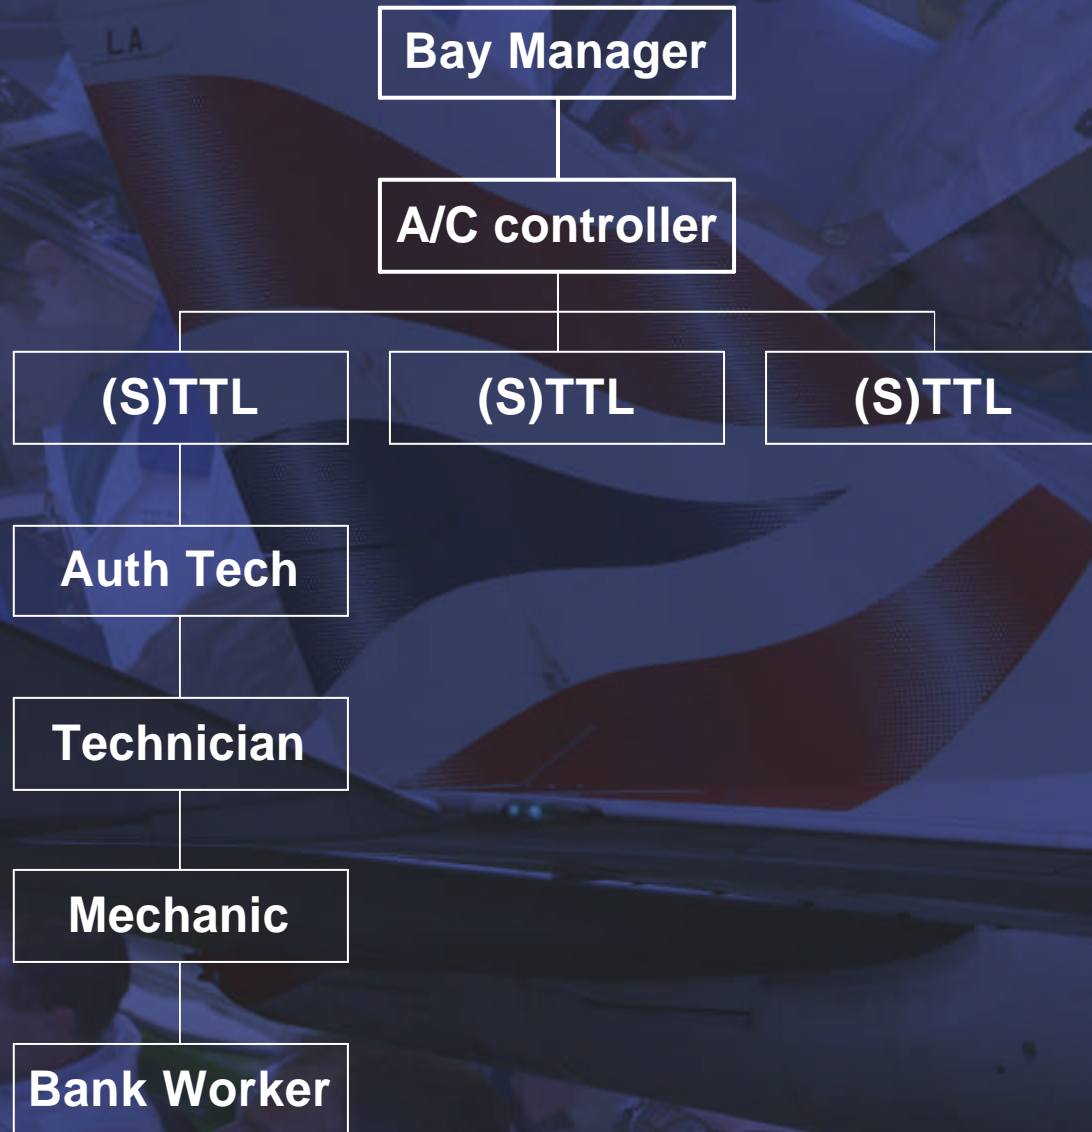 LA
Bay Manager
A/C controller
(S)TTL
(S)TTL
(S)TTL
Auth Tech
Technician
Mechanic
Bank Worker